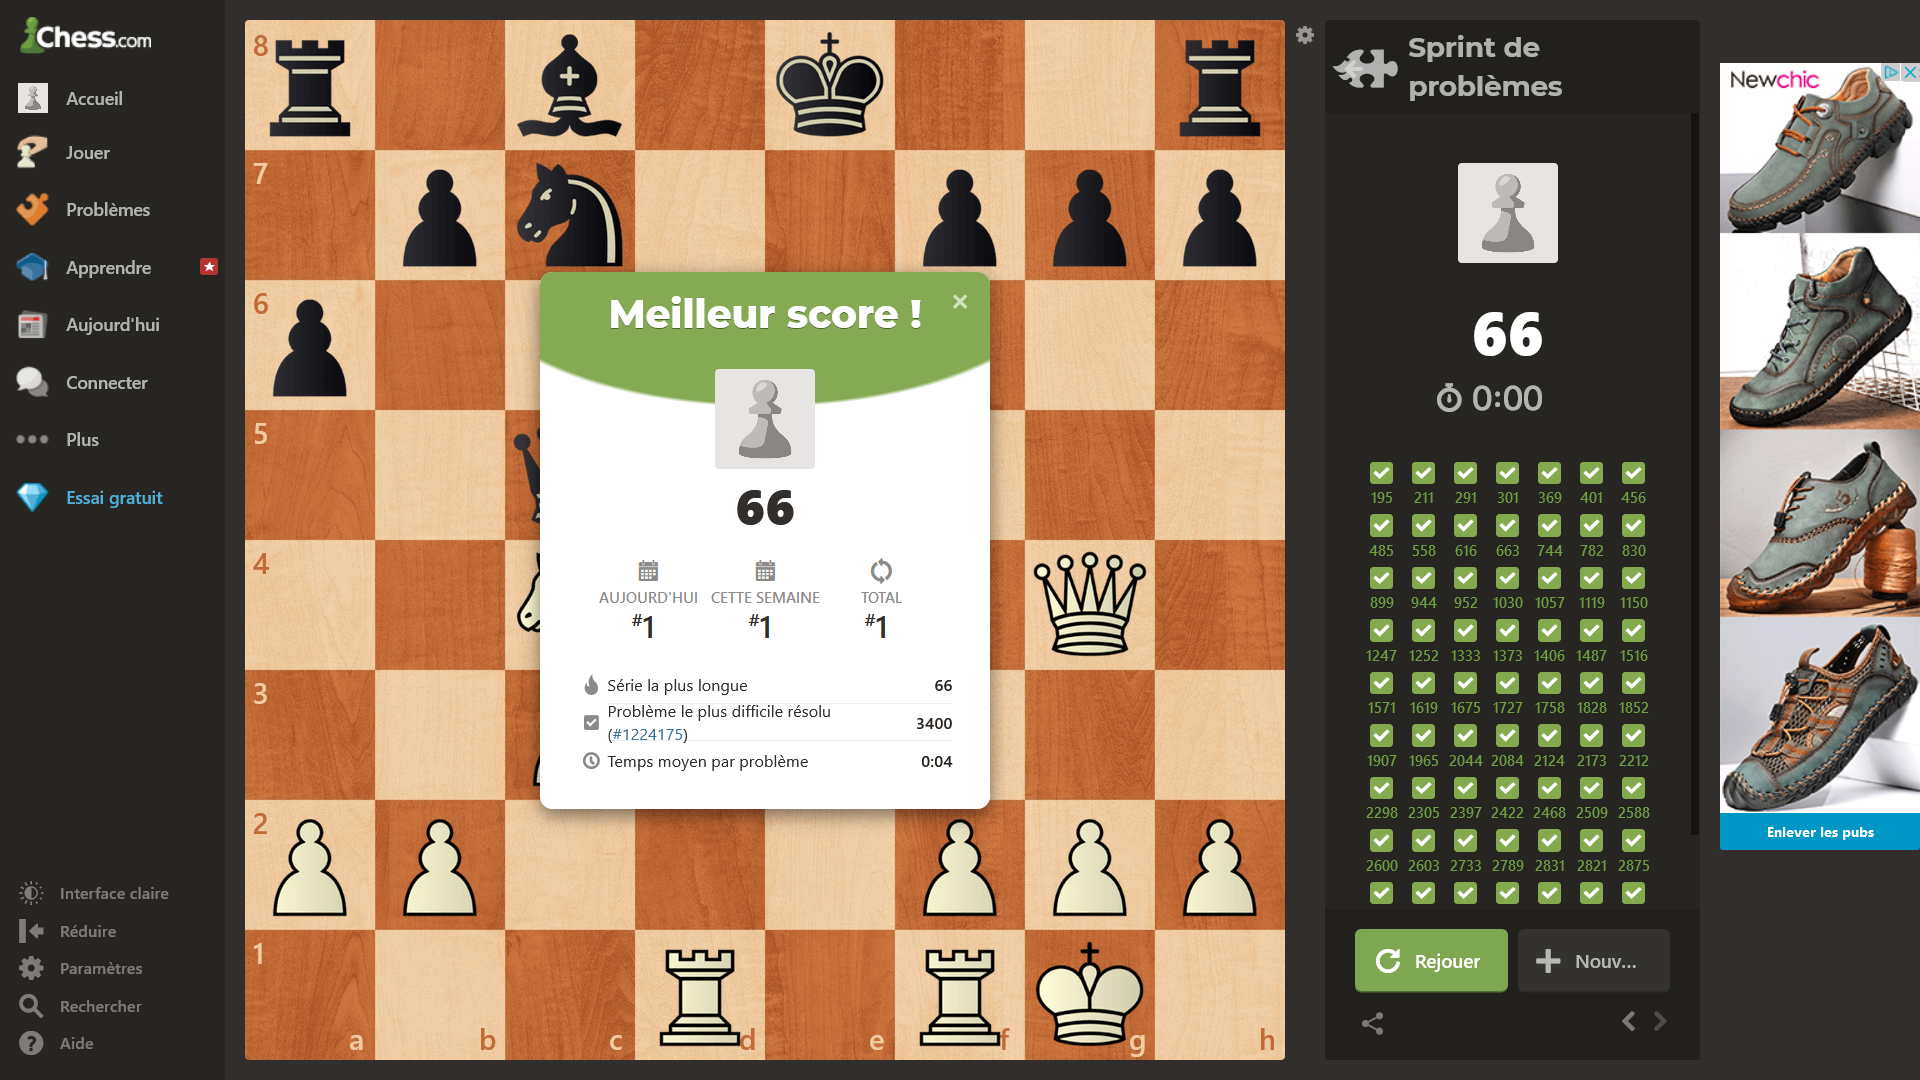 Chess.com
Accueil
Jouer
Problèmes
Apprendre
Aujourd'hui
Connecter
Plus
Essai gratuit
Interface claire
Réduire
Paramètres
Rechercher
Aide
8
7
6
5
4
3
2
1
a b c d e f g h
Meilleur score !
×
66
AUJOURD'HUI CETTE SEMAINE TOTAL
#1 #1 #1
Série la plus longue 66
Problème le plus difficile résolu
(#1224175) 3400
Temps moyen par problème 0:04
Sprint de
problèmes
66
0:00
195 211 291 301 369 401 456
485 558 616 663 744 782 830
899 944 952 1030 1057 1119 1150
1247 1252 1333 1373 1406 1487 1516
1571 1619 1675 1727 1758 1828 1852
1907 1965 2044 2084 2124 2173 2212
2298 2305 2397 2422 2468 2509 2588
2600 2603 2733 2789 2831 2821 2875
Rejouer
Nouv...
Newchic
Enlever les pubs